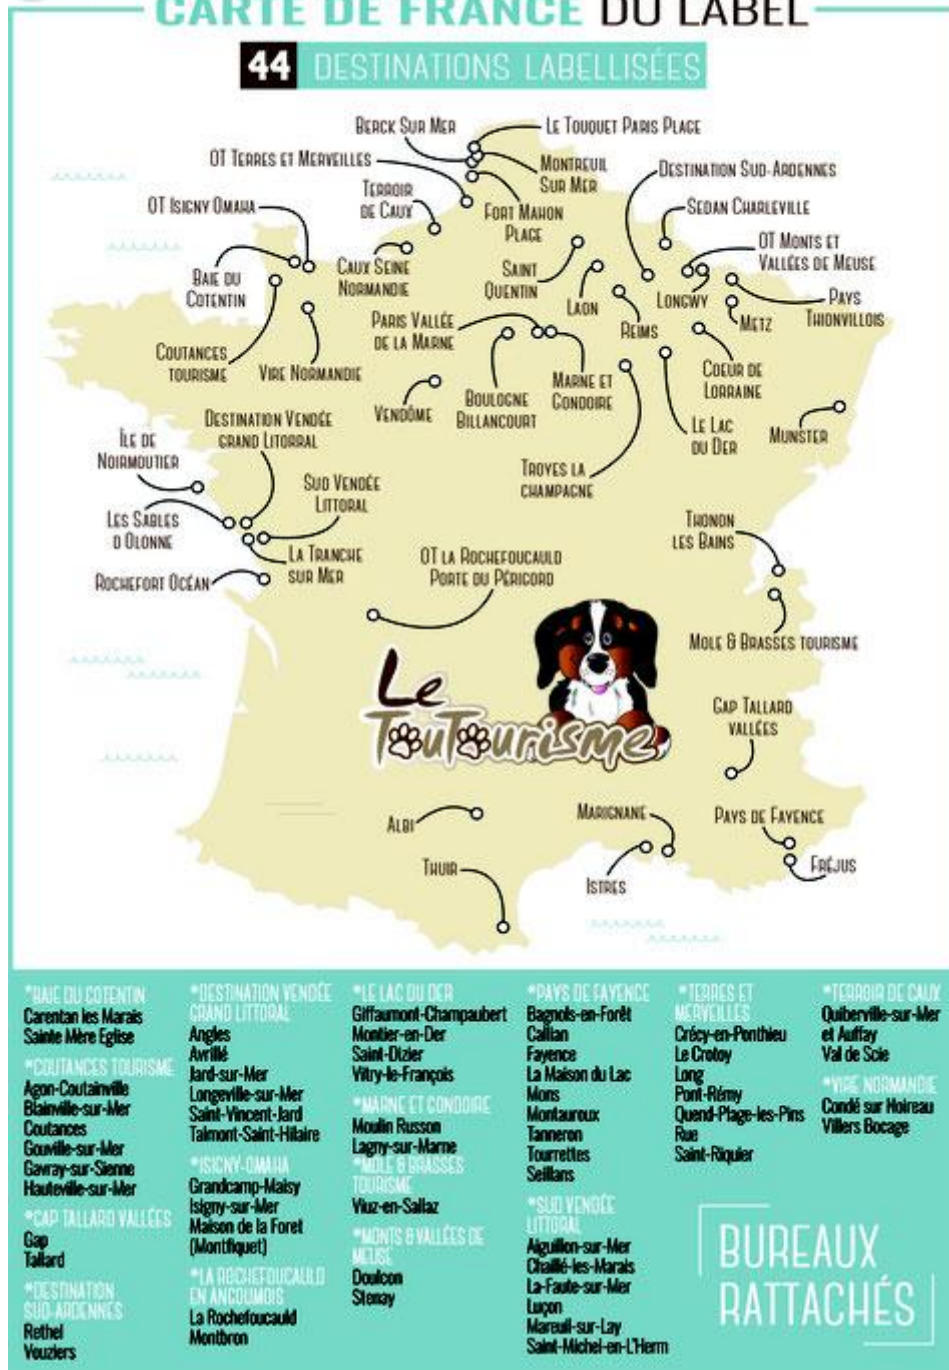 CARTE DE FRANCE DU LABEL
44 DESTINATIONS LABELLISÉES
BERCK SUR MER
LE TOUQUET PARIS PLAGE
OT TERRES ET MERVEILLES
MONTREUIL
SUR MER
DESTINATION SUD-ARDENNES
TERROIR
DE CAUX
OT ISIGNY OMAHA
FORT MAHON
PLAGE
SEDAN CHARLEVILLE
OT MONTS ET
VALLÉES DE MEUSE
BAIE DU
COTENTIN
CAUX SEINE
NORMANDIE
SAINT
QUENTIN
LAON
LONGWY
PAYS
THIONVILLOIS
PARIS VALLÉE
DE LA MARNE
REIMS
METZ
COUTANCES
TOURISME
VIRE NORMANDIE
VENDÔME
BOULOGNE
BILLANCOURT
MARNE ET
GONDOIRE
COEUR DE
LORRAINE
DESTINATION VENDÉE
GRAND LITORRAL
LE LAC
DU DER
MUNSTER
ÎLE DE
NOIRMOUTIER
SUD VENDÉE
LITTORAL
TROYES LA
CHAMPAGNE
LES SABLES
D OLONNE
THONON
LES BAINS
LA TRANCHE
SUR MER
OT LA ROCHEFOUCAULD
PORTE DU PÉRIGORD
ROCHEFORT OCÉAN
MOLE & BRASSES TOURISME
Le
TouTourisme
GAP TALLARD
VALLÉES
ALBI
MARIGNANE
PAYS DE FAYENCE
THUIR
ISTRES
FRÉJUS
*BAIE DU COTENTIN
Carentan les Marais
Sainte Mère Eglise
*COUTANCES TOURISME
Agon-Coutainville
Blainville-sur-Mer
Coutances
Gouville-sur-Mer
Gavray-sur-Sienne
Hauteville-sur-Mer
*GAP TALLARD VALLÉES
Gap
Tallard
*DESTINATION
SUD-ARDENNES
Rethel
Vouziers
*DESTINATION VENDÉE
GRAND LITTORAL
Angles
Avrillé
Jard-sur-Mer
Longeville-sur-Mer
Saint-Vincent-Jard
Talmont-Saint-Hilaire
*ISIGNY-OMAHA
Grandcamp-Maisy
Isigny-sur-Mer
Maison de la Foret
(Montfiquet)
*LA ROCHEFOUCAULD
EN ANGOUMOIS
La Rochefoucauld
Montbron
*LE LAC DU DER
Giffaumont-Champaubert
Montier-en-Der
Saint-Dizier
Vitry-le-François
*MARNE ET GONDOIRE
Moulin Russon
Lagny-sur-Marne
*MOLE & BRASSES
TOURISME
Viuz-en-Sallaz
*MONTS & VALLÉES DE
MEUSE
Doulcon
Stenay
*PAYS DE FAYENCE
Bagnols-en-Forêt
Callian
Fayence
La Maison du Lac
Mons
Montauroux
Tanneron
Tourrettes
Seillans
*SUD VENDÉE
LITTORAL
Aiguillon-sur-Mer
Chaillé-les-Marais
La-Faute-sur-Mer
Luçon
Mareuil-sur-Lay
Saint-Michel-en-L'Herm
*TERRES ET
MERVEILLES
Crécy-en-Ponthieu
Le Crotoy
Long
Pont-Rémy
Quend-Plage-les-Pins
Rue
Saint-Riquier
*TERROIR DE CAUX
Quiberville-sur-Mer
et Auffay
Val de Scie
*VIRE NORMANDIE
Condé sur Noireau
Villers Bocage
BUREAUX
RATTACHÉS